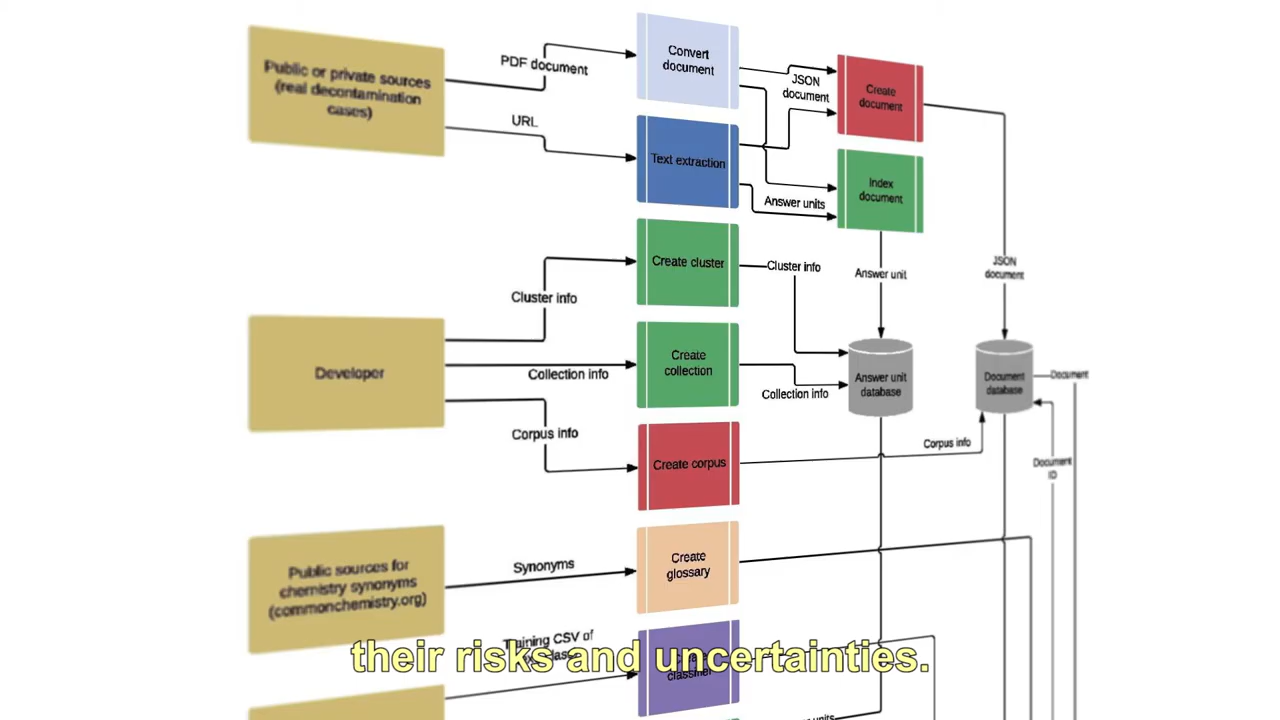 Public or private sources
(real decontamination
cases)
PDF document
URL
Convert
document
Text extraction
JSON
document
Answer units
Create
document
Index
document
Developer
Cluster info
Collection info
Corpus info
Create cluster
Create
collection
Create corpus
Cluster info
Collection info
Answer unit
Answer unit
database
JSON
document
Document
database
Document
Corpus info
Document
ID
Public sources for
chemistry synonyms
(commonchemistry.org)
Synonyms
Create
glossary
Training CSV of
classifier
their risks and uncertainties.